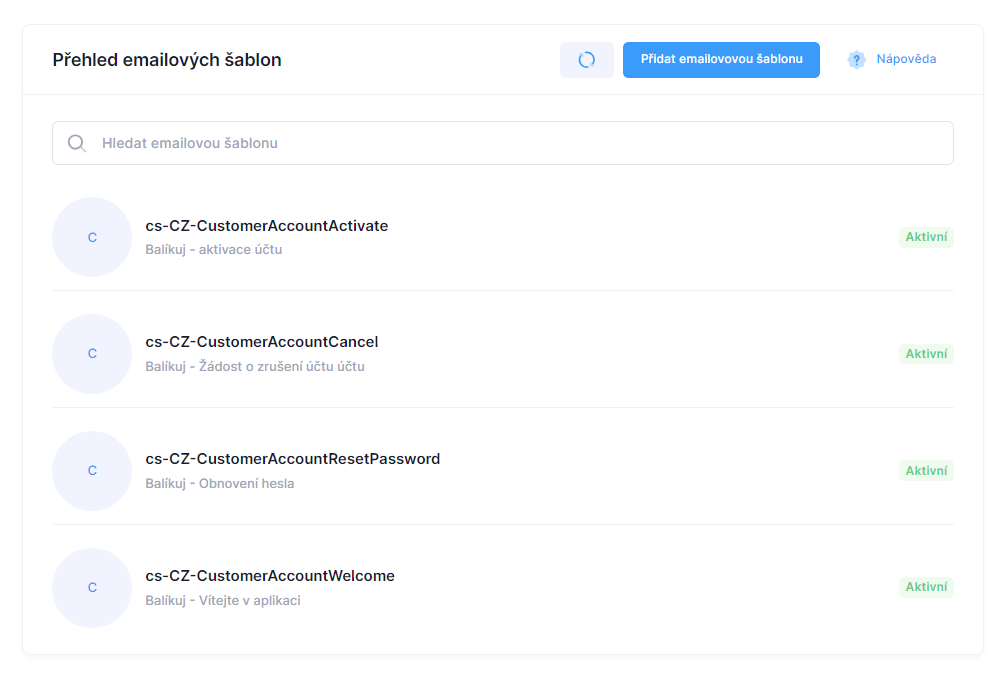 Přehled emailových šablon
Přidat emailovovou šablonu
? Nápověda
Hledat emailovou šablonu
C
cs-CZ-CustomerAccountActivate
Balíkuj - aktivace účtu
Aktivní
C
cs-CZ-CustomerAccountCancel
Balíkuj - Žádost o zrušení účtu účtu
Aktivní
C
cs-CZ-CustomerAccountResetPassword
Balíkuj - Obnovení hesla
Aktivní
C
cs-CZ-CustomerAccountWelcome
Balíkuj - Vítejte v aplikaci
Aktivní